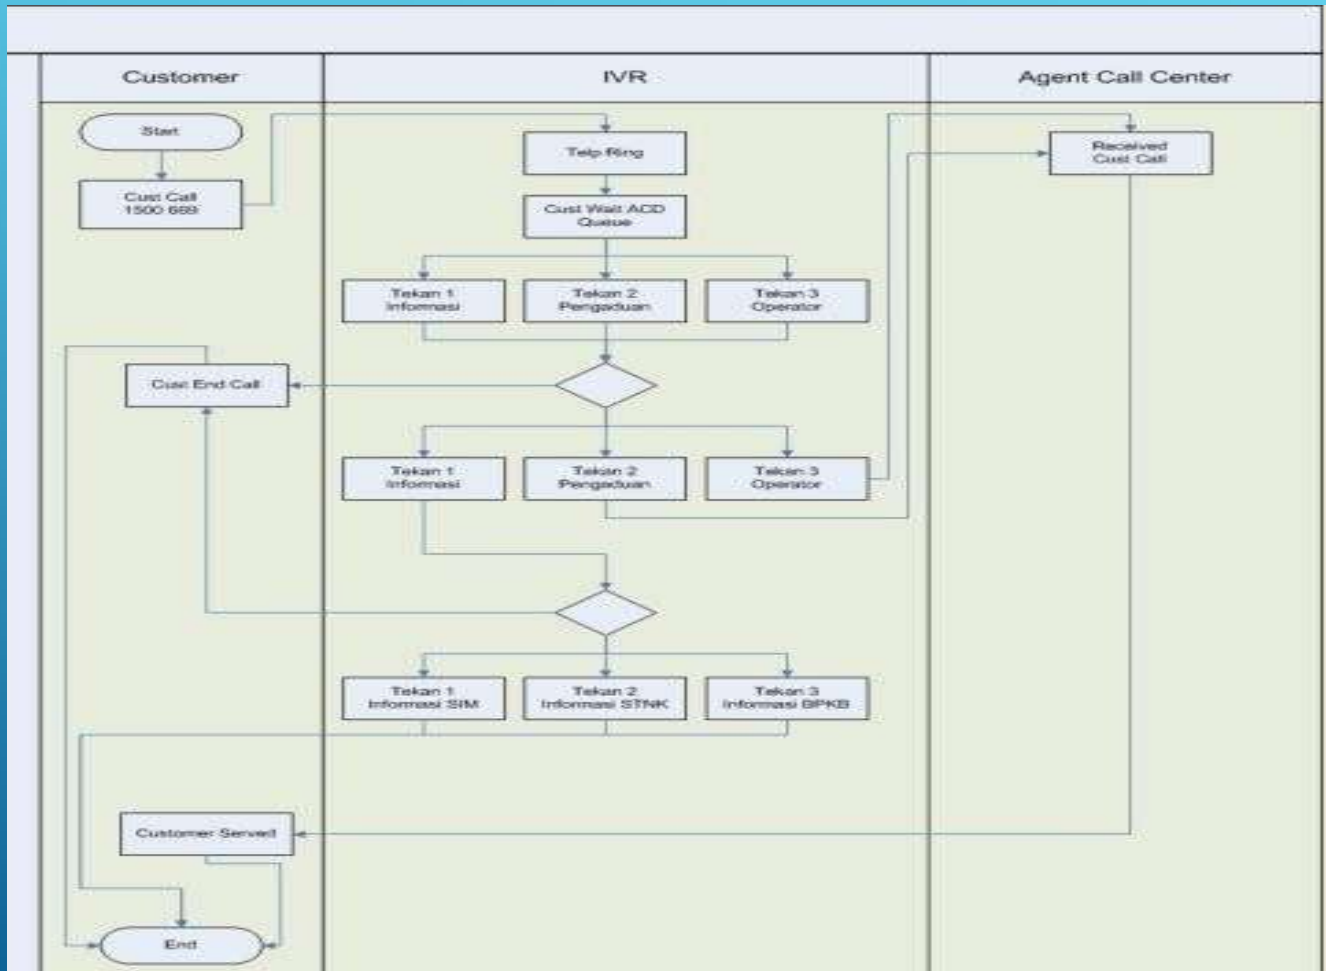 Customer
IVR
Agent Call Center
Start
Telp Ring
Received
Cust Call
Cust Call
1500 669
Cust Wait ACD
Queue
Tekan 1
Informasi
Tekan 2
Pengaduan
Tekan 3
Operator
Cust End Call
Tekan 1
Informasi
Tekan 2
Pengaduan
Tekan 3
Operator
Tekan 1
Informasi SIM
Tekan 2
Informasi STNK
Tekan 3
Informasi BPKB
Customer Served
End